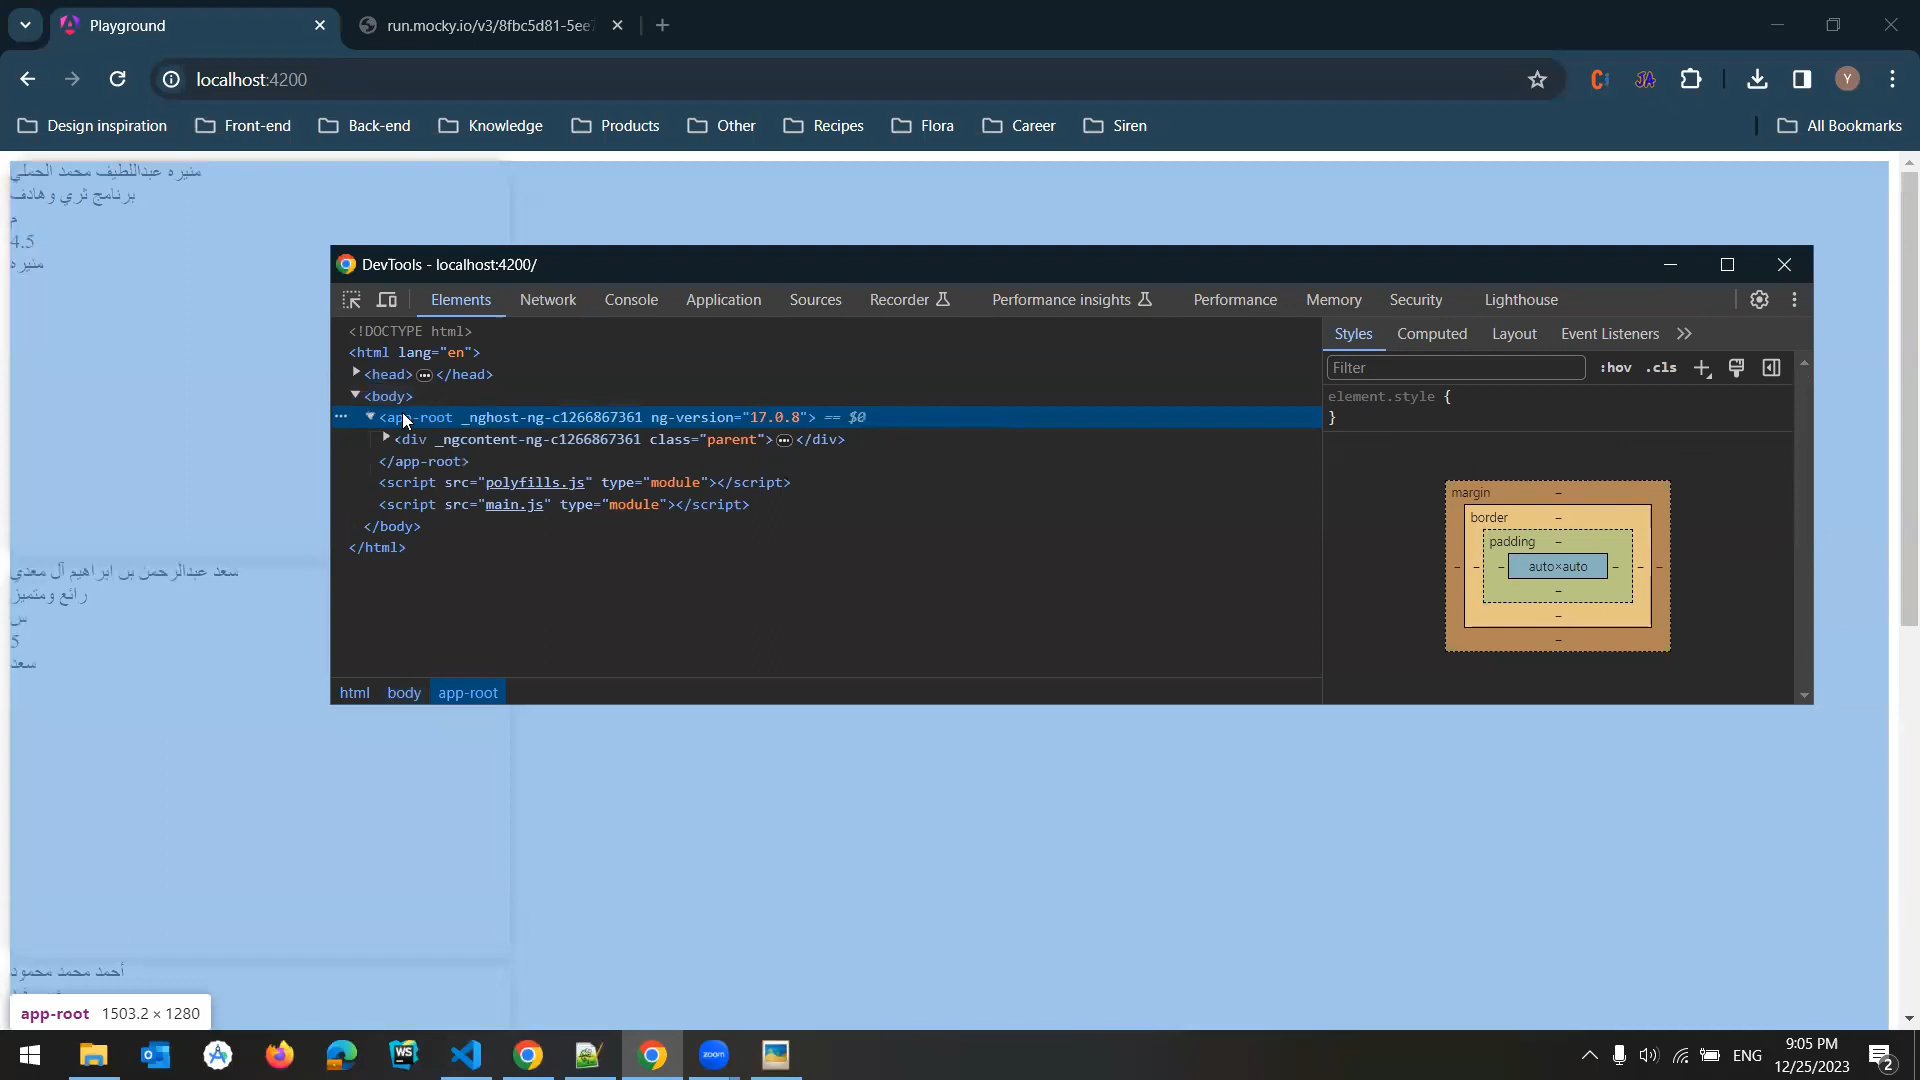 Playground
run.mocky.io/v3/8fbc5d81-5ee
localhost:4200
Y
Design inspiration
Front-end
Back-end
Knowledge
Products
Other
Recipes
Flora
Career
Siren
All Bookmarks
منيره عبداللطيف محمد الحملي
برنامج ثري وهادف
م
4.5
منيره
سعد عبدالرحمن بن ابراهيم آل معدي
رائع ومتميز
س
5
سعد
أحمد محمد محمود
app-root 1503.2 × 1280
DevTools - localhost:4200/
Elements
Network
Console
Application
Sources
Recorder
Performance insights
Performance
Memory
Security
Lighthouse
<!DOCTYPE html>
<html lang="en">
<head> ••• </head>
<body>
••• <app-root _nghost-ng-c1266867361 ng-version="17.0.8"> == $0
<div _ngcontent-ng-c1266867361 class="parent"> ••• </div>
</app-root>
<script src="polyfills.js" type="module"></script>
<script src="main.js" type="module"></script>
</body>
</html>
html body app-root
Styles
Computed
Layout
Event Listeners
Filter
:hov .cls
element.style {
}
margin –
border –
padding –
– – – auto×auto – – –
–
–
–
WS
zoom
ENG
9:05 PM
12/25/2023
2